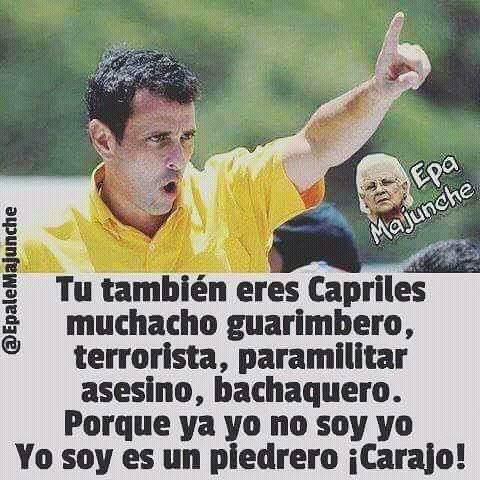 Epa
Majunche
@EpaleMajunche
Tu también eres Capriles
muchacho guarimbero,
terrorista, paramilitar
asesino, bachaquero.
Porque ya yo no soy yo
Yo soy es un piedrero ¡Carajo!